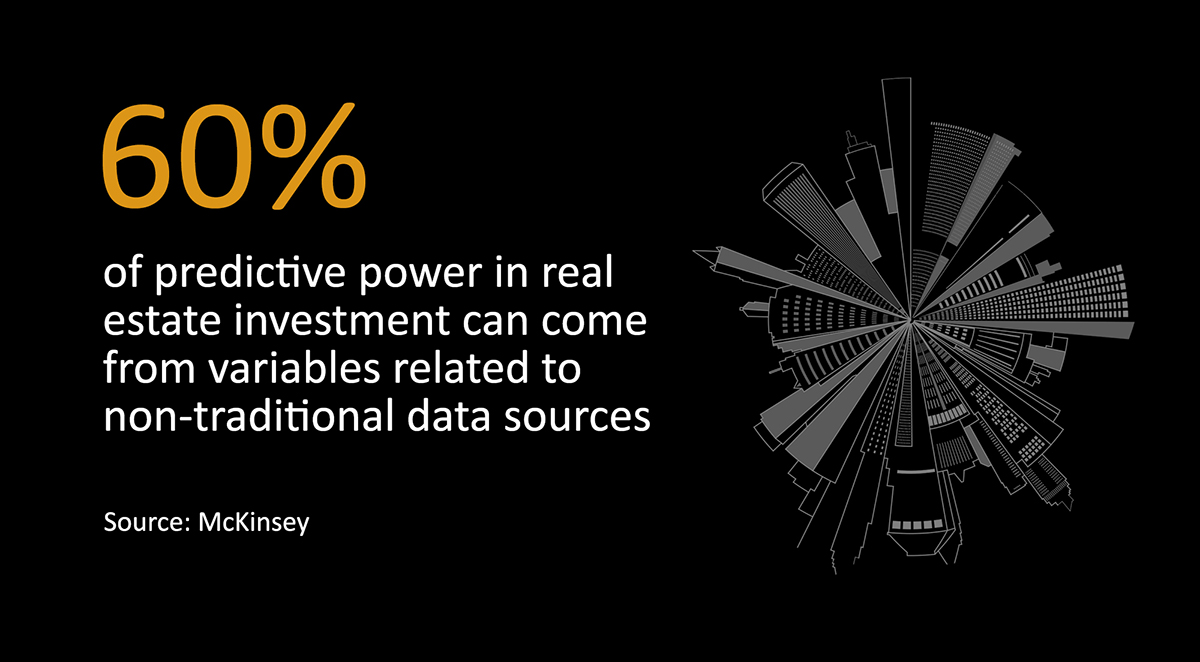 60%
of predictive power in real
estate investment can come
from variables related to
non-traditional data sources
Source: McKinsey